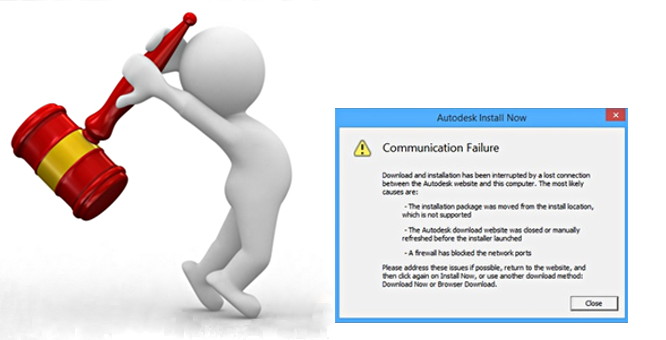 Autodesk Install Now
Communication Failure
Download and installation has been interrupted by a lost connection
between the Autodesk website and this computer. The most likely
causes are:
- The installation package was moved from the install location,
which is not supported
- The Autodesk download website was closed or manually
refreshed before the installer launched
- A firewall has blocked the network ports
Please address these issues if possible, return to the website, and
then click again on Install Now, or use another download method:
Download Now or Browser Download.
Close